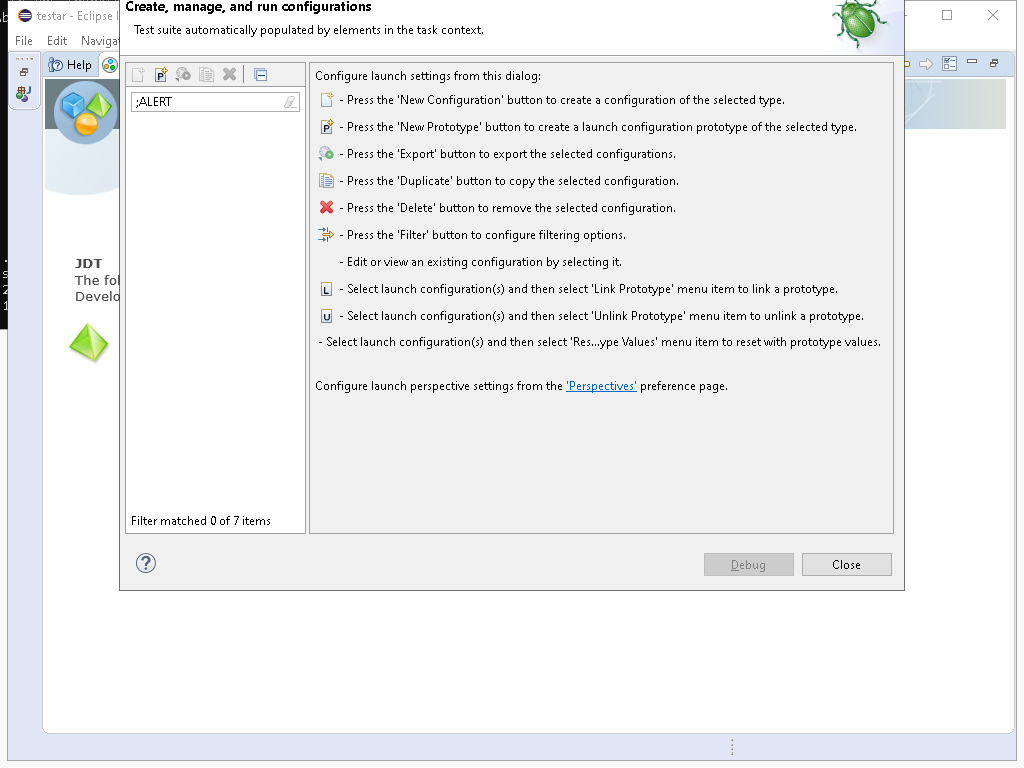 Create, manage, and run configurations
testar - Eclipse
Test suite automatically populated by elements in the task context.
File Edit Naviga
Help
Configure launch settings from this dialog:
;ALERT
- Press the 'New Configuration' button to create a configuration of the selected type.
P - Press the 'New Prototype' button to create a launch configuration prototype of the selected type.
- Press the 'Export' button to export the selected configurations.
- Press the 'Duplicate' button to copy the selected configuration.
- Press the 'Delete' button to remove the selected configuration.
- Press the 'Filter' button to configure filtering options.
- Edit or view an existing configuration by selecting it.
JDT
The fol
Develo
L - Select launch configuration(s) and then select 'Link Prototype' menu item to link a prototype.
U - Select launch configuration(s) and then select 'Unlink Prototype' menu item to unlink a prototype.
- Select launch configuration(s) and then select 'Res...ype Values' menu item to reset with prototype values.
Configure launch perspective settings from the 'Perspectives' preference page.
Filter matched 0 of 7 items
?
Debug
Close